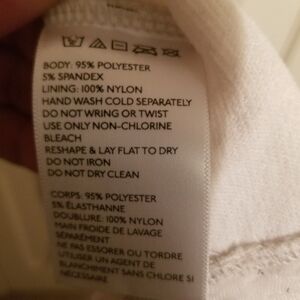 BODY: 95% POLYESTER
5% SPANDEX
LINING: 100% NYLON
HAND WASH COLD SEPARATELY
DO NOT WRING OR TWIST
USE ONLY NON-CHLORINE
BLEACH
RESHAPE & LAY FLAT TO DRY
DO NOT IRON
DO NOT DRY CLEAN
CORPS: 95% POLYESTER
5% ÉLASTHANNE
DOUBLURE: 100% NYLON
MAIN FROIDE DE LAVAGE
SÉPARÉMENT
NE PAS ESSORER OU TORDRE
UTILISER UN AGENT DE
BLANCHIMENT SANS CHLORE SI
NÉCESSAIRE